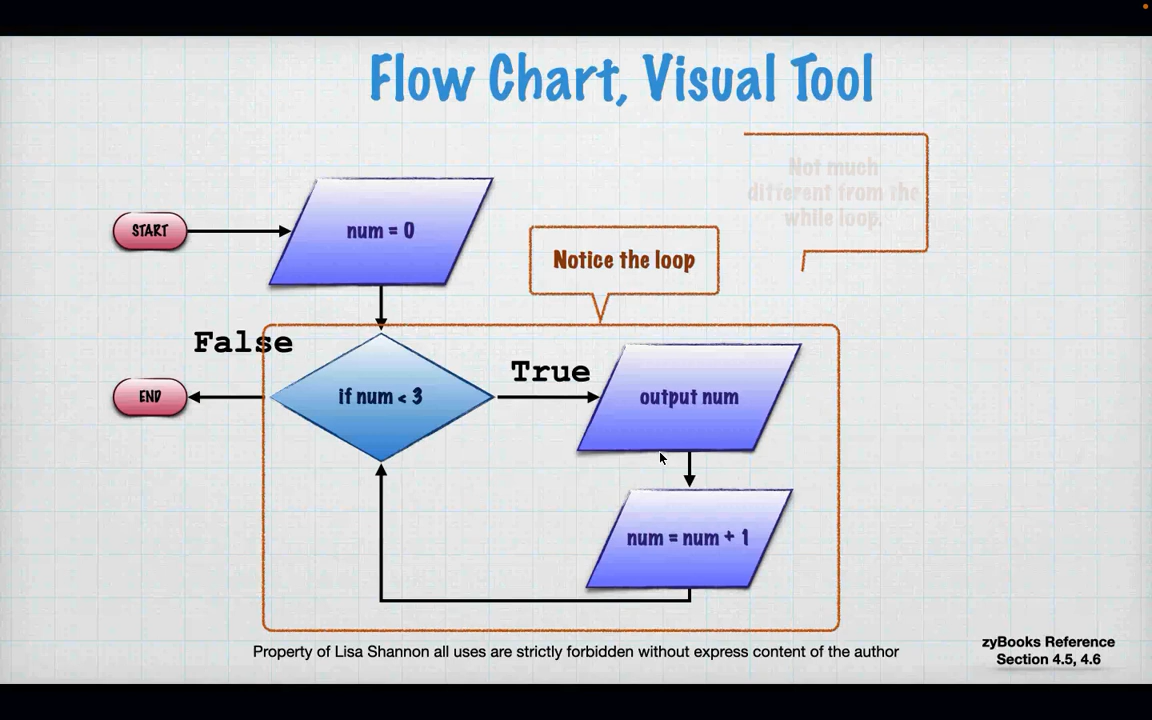 Flow Chart, Visual Tool
Not much
different from the
while loop.
START
num = 0
Notice the loop
False
True
END
if num < 3
output num
num = num + 1
Property of Lisa Shannon all uses are strictly forbidden without express content of the author
zyBooks Reference
Section 4.5, 4.6